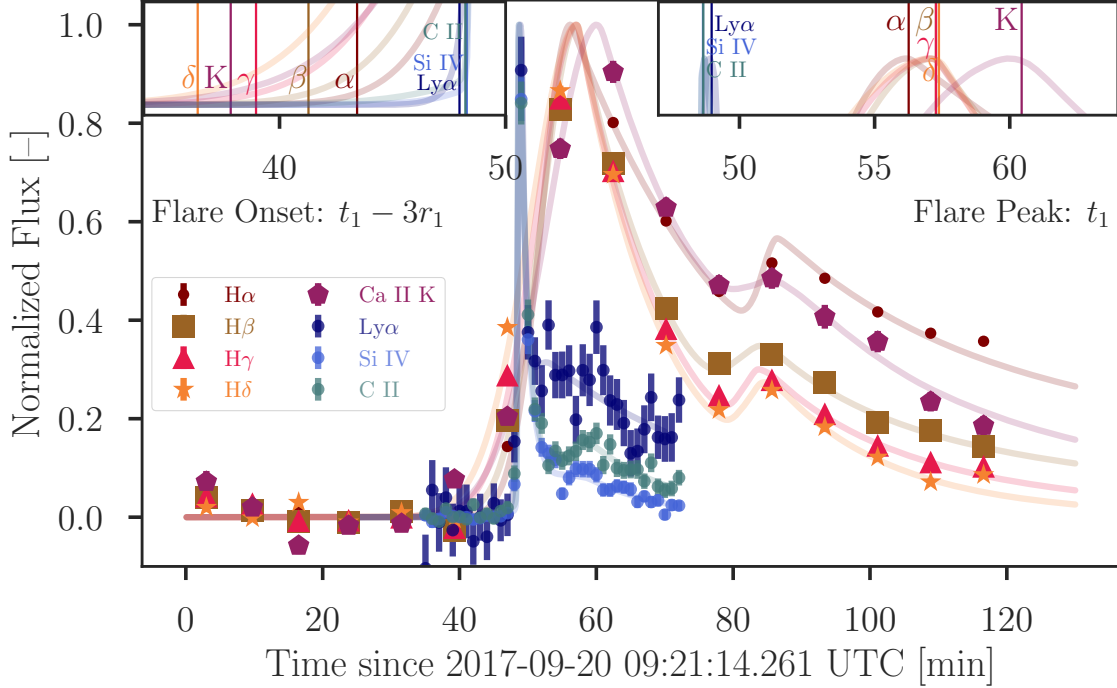 δ K γ β α C II
Si IV
Lyα
40 50
Flare Onset: t₁ − 3r₁
Lyα
Si IV
C II
α β K
γ
δ
50 55 60
Flare Peak: t₁
1.0
0.8
0.6
0.4
0.2
0.0
Normalized Flux [–]
Hα
Hβ
Hγ
Hδ
Ca II K
Lyα
Si IV
C II
0 20 40 60 80 100 120
Time since 2017-09-20 09:21:14.261 UTC [min]